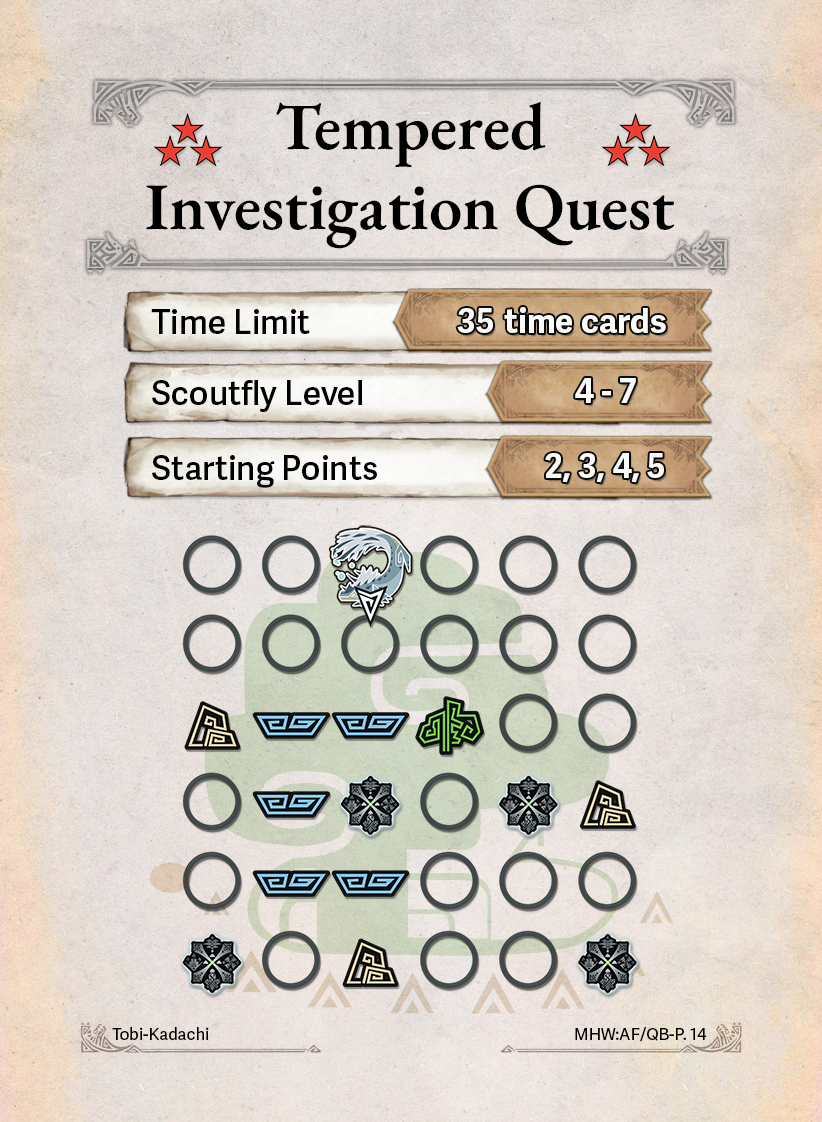 Tempered
Investigation Quest
Time Limit 35 time cards
Scoutfly Level 4 - 7
Starting Points 2, 3, 4, 5
Tobi-Kadachi MHW:AF/QB-P. 14